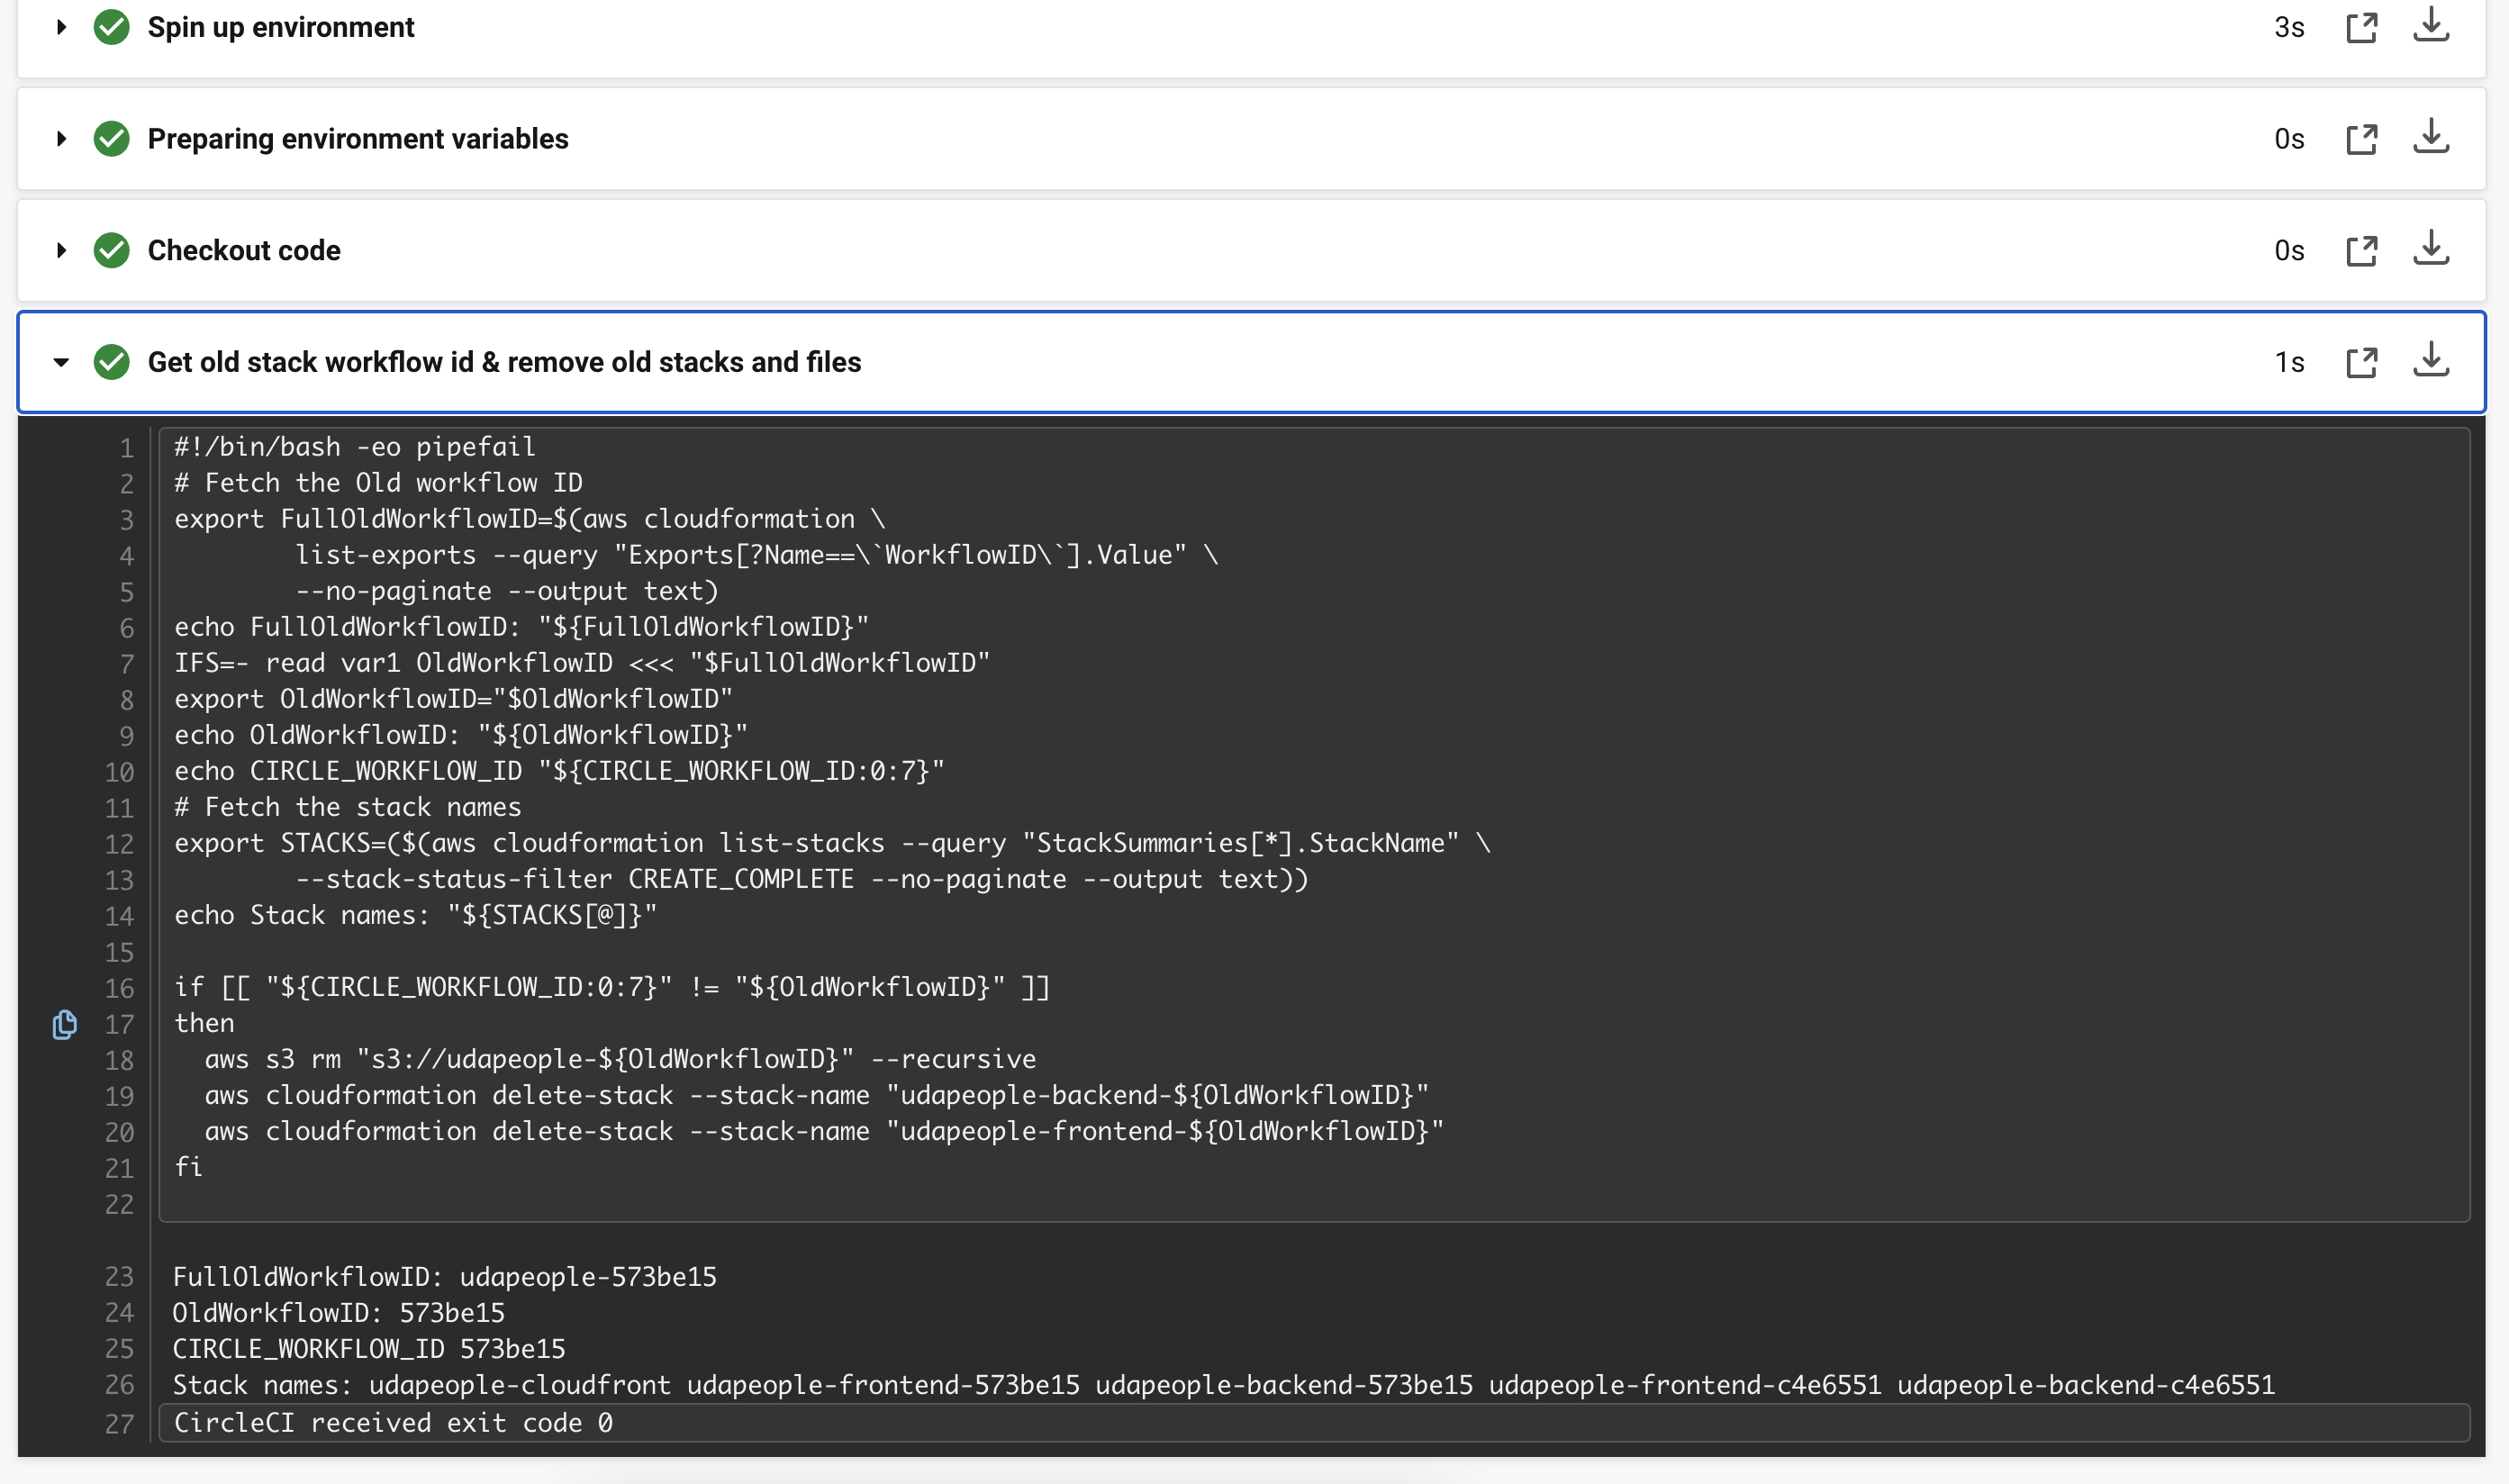 Spin up environment 3s
Preparing environment variables 0s
Checkout code 0s
Get old stack workflow id & remove old stacks and files 1s
1 #!/bin/bash -eo pipefail
2 # Fetch the Old workflow ID
3 export FullOldWorkflowID=$(aws cloudformation \
4         list-exports --query "Exports[?Name==\`WorkflowID\`].Value" \
5         --no-paginate --output text)
6 echo FullOldWorkflowID: "${FullOldWorkflowID}"
7 IFS=- read var1 OldWorkflowID <<< "$FullOldWorkflowID"
8 export OldWorkflowID="$OldWorkflowID"
9 echo OldWorkflowID: "${OldWorkflowID}"
10 echo CIRCLE_WORKFLOW_ID "${CIRCLE_WORKFLOW_ID:0:7}"
11 # Fetch the stack names
12 export STACKS=($(aws cloudformation list-stacks --query "StackSummaries[*].StackName" \
13         --stack-status-filter CREATE_COMPLETE --no-paginate --output text))
14 echo Stack names: "${STACKS[@]}"
15
16 if [[ "${CIRCLE_WORKFLOW_ID:0:7}" != "${OldWorkflowID}" ]]
17 then
18   aws s3 rm "s3://udapeople-${OldWorkflowID}" --recursive
19   aws cloudformation delete-stack --stack-name "udapeople-backend-${OldWorkflowID}"
20   aws cloudformation delete-stack --stack-name "udapeople-frontend-${OldWorkflowID}"
21 fi
22
23 FullOldWorkflowID: udapeople-573be15
24 OldWorkflowID: 573be15
25 CIRCLE_WORKFLOW_ID 573be15
26 Stack names: udapeople-cloudfront udapeople-frontend-573be15 udapeople-backend-573be15 udapeople-frontend-c4e6551 udapeople-backend-c4e6551
27 CircleCI received exit code 0